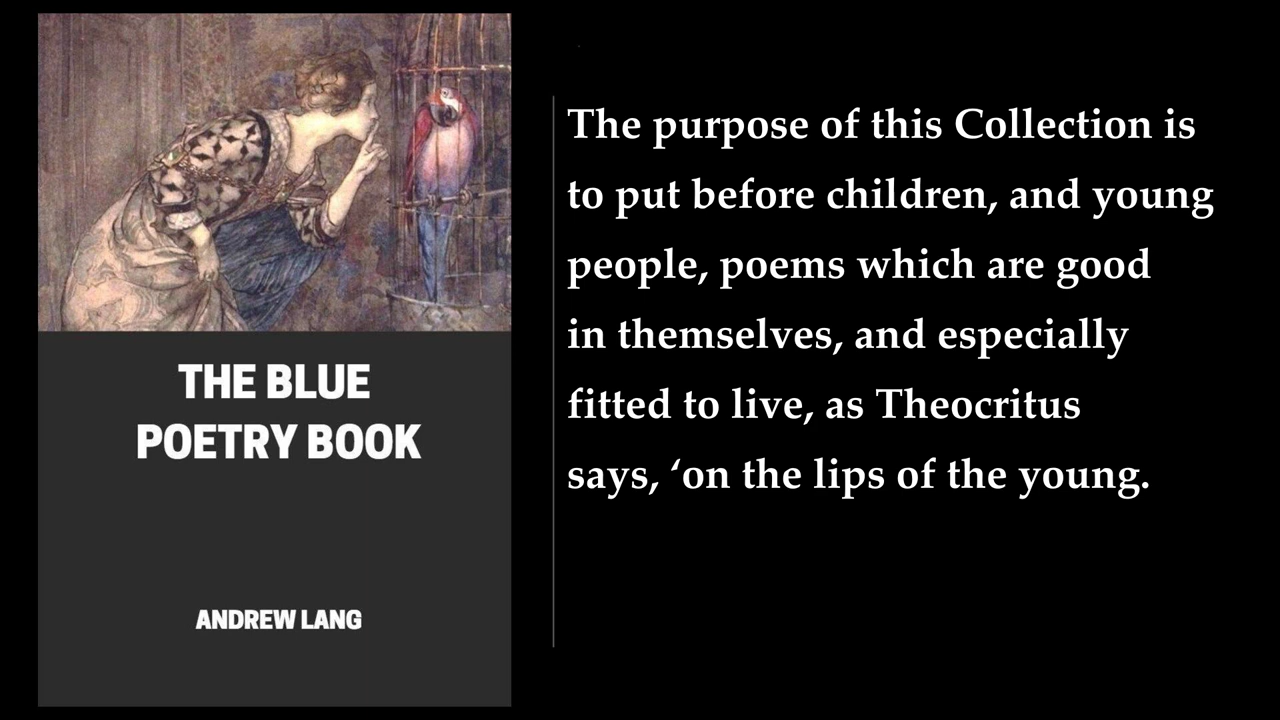 THE BLUE
POETRY BOOK
ANDREW LANG
The purpose of this Collection is
to put before children, and young
people, poems which are good
in themselves, and especially
fitted to live, as Theocritus
says, ‘on the lips of the young.